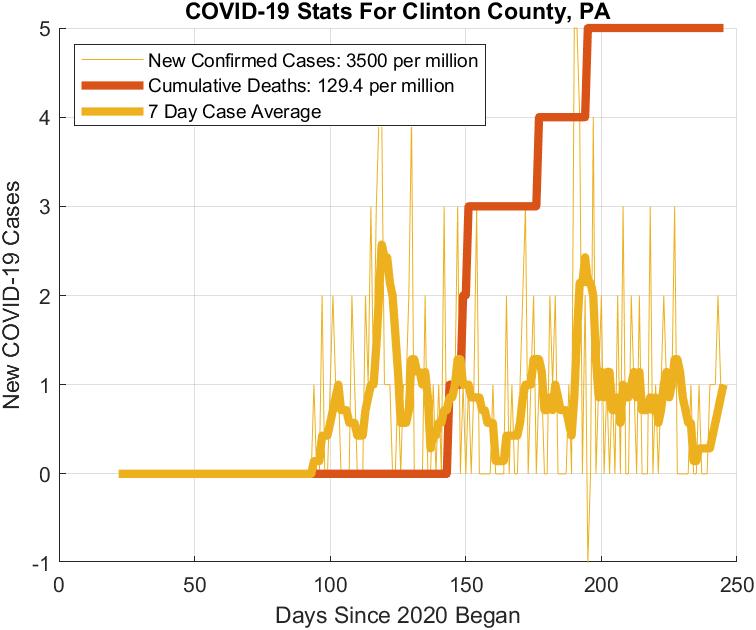 COVID-19 Stats For Clinton County, PA
New Confirmed Cases: 3500 per million
Cumulative Deaths: 129.4 per million
7 Day Case Average
New COVID-19 Cases
5
4
3
2
1
0
-1
0 50 100 150 200 250
Days Since 2020 Began